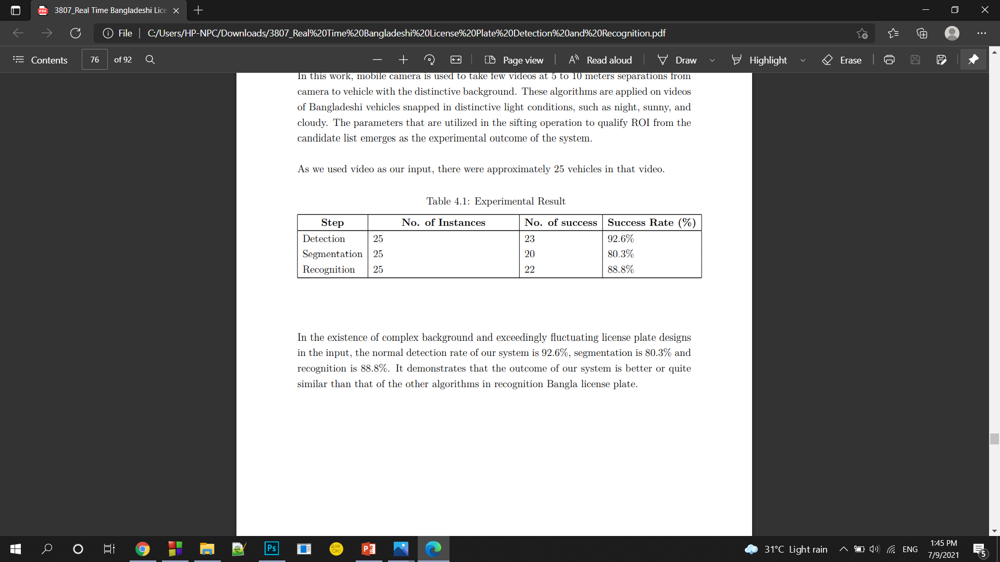 3807_Real Time Bangladeshi Lice
File
C:/Users/HP-NPC/Downloads/3807_Real%20Time%20Bangladeshi%20License%20Plate%20Detection%20and%20Recognition.pdf
Contents 76 of 92 Page view Read aloud Draw Highlight Erase
In this work, mobile camera is used to take few videos at 5 to 10 meters separations from
camera to vehicle with the distinctive background. These algorithms are applied on videos
of Bangladeshi vehicles snapped in distinctive light conditions, such as night, sunny, and
cloudy. The parameters that are utilized in the sifting operation to qualify ROI from the
candidate list emerges as the experimental outcome of the system.
As we used video as our input, there were approximately 25 vehicles in that video.
Table 4.1: Experimental Result
Step No. of Instances No. of success Success Rate (%)
Detection 25 23 92.6%
Segmentation 25 20 80.3%
Recognition 25 22 88.8%
In the existence of complex background and exceedingly fluctuating license plate designs
in the input, the normal detection rate of our system is 92.6%, segmentation is 80.3% and
recognition is 88.8%. It demonstrates that the outcome of our system is better or quite
similar than that of the other algorithms in recognition Bangla license plate.
31°C Light rain ENG
1:45 PM
7/9/2021
5